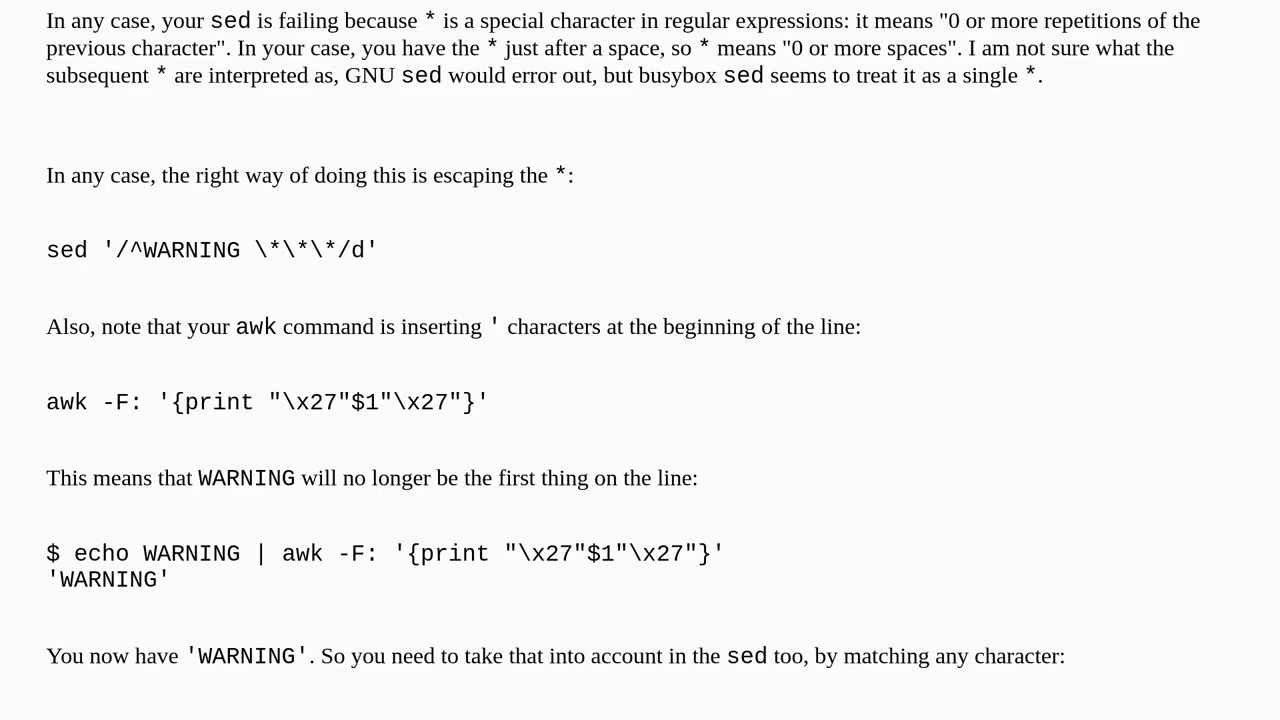 In any case, your sed is failing because * is a special character in regular expressions: it means "0 or more repetitions of the
previous character". In your case, you have the * just after a space, so * means "0 or more spaces". I am not sure what the
subsequent * are interpreted as, GNU sed would error out, but busybox sed seems to treat it as a single *.
In any case, the right way of doing this is escaping the *:
sed '/^WARNING \*\*\*/d'
Also, note that your awk command is inserting ' characters at the beginning of the line:
awk -F: '{print "\x27"$1"\x27"}'
This means that WARNING will no longer be the first thing on the line:
$ echo WARNING | awk -F: '{print "\x27"$1"\x27"}'
'WARNING'
You now have 'WARNING'. So you need to take that into account in the sed too, by matching any character: